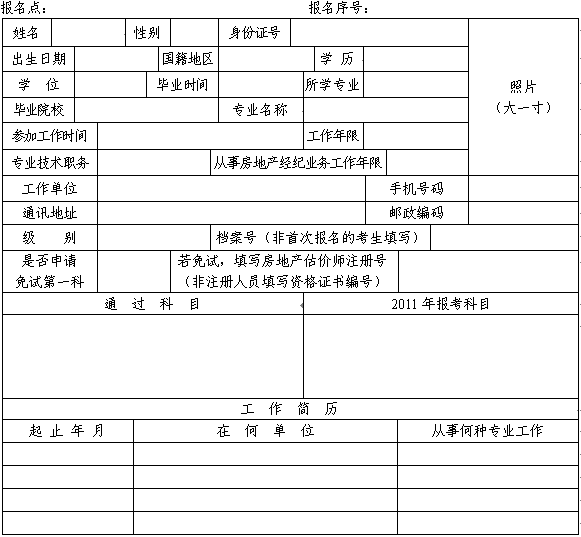 报名点： 报名序号：
姓名 性别 身份证号
出生日期 国籍地区 学 历
照片
（大一寸）
学 位 毕业时间 所学专业
毕业院校 专业名称
参加工作时间 工作年限
专业技术职务 从事房地产经纪业务工作年限
工作单位 手机号码
通讯地址 邮政编码
级 别 档案号（非首次报名的考生填写）
是否申请
免试第一科
若免试，填写房地产估价师注册号
（非注册人员填写资格证书编号）
通 过 科 目 2011 年报考科目
工 作 简 历
起 止 年 月 在 何 单 位 从事何种专业工作